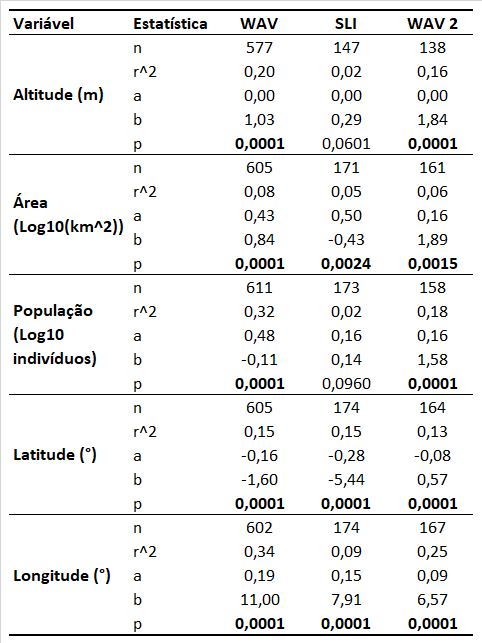 Variável Estatística WAV SLI WAV 2
n 577 147 138
r^2 0,20 0,02 0,16
Altitude (m) a 0,00 0,00 0,00
b 1,03 0,29 1,84
p 0,0001 0,0601 0,0001
n 605 171 161
r^2 0,08 0,05 0,06
Área
(Log10(km^2)) a 0,43 0,50 0,16
b 0,84 -0,43 1,89
p 0,0001 0,0024 0,0015
n 611 173 158
População r^2 0,32 0,02 0,18
(Log10 a 0,48 0,16 0,16
indivíduos) b -0,11 0,14 1,58
p 0,0001 0,0960 0,0001
n 605 174 164
r^2 0,15 0,15 0,13
Latitude (°) a -0,16 -0,28 -0,08
b -1,60 -5,44 0,57
p 0,0001 0,0001 0,0001
n 602 174 167
r^2 0,34 0,09 0,25
Longitude (°) a 0,19 0,15 0,09
b 11,00 7,91 6,57
p 0,0001 0,0001 0,0001